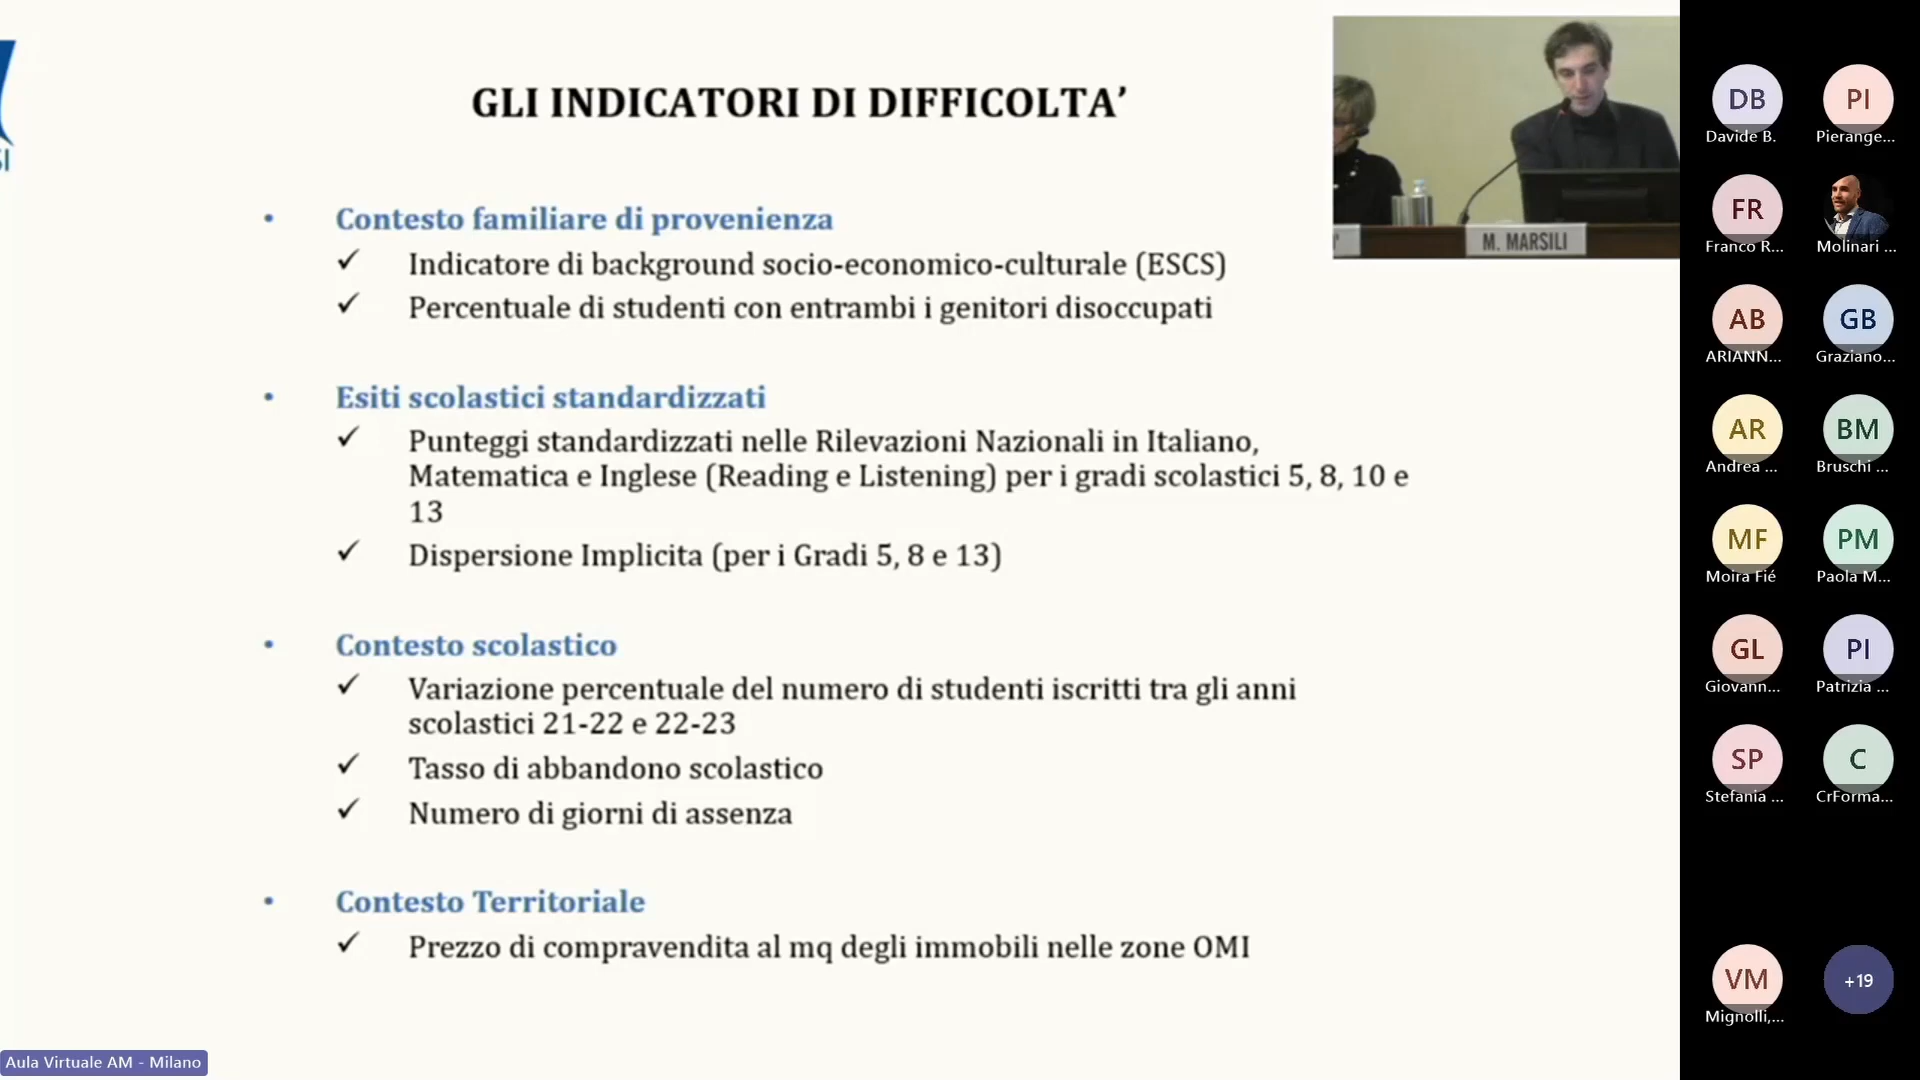 SI
GLI INDICATORI DI DIFFICOLTA’
• Contesto familiare di provenienza
✓ Indicatore di background socio-economico-culturale (ESCS)
✓ Percentuale di studenti con entrambi i genitori disoccupati
• Esiti scolastici standardizzati
✓ Punteggi standardizzati nelle Rilevazioni Nazionali in Italiano,
Matematica e Inglese (Reading e Listening) per i gradi scolastici 5, 8, 10 e
13
✓ Dispersione Implicita (per i Gradi 5, 8 e 13)
• Contesto scolastico
✓ Variazione percentuale del numero di studenti iscritti tra gli anni
scolastici 21-22 e 22-23
✓ Tasso di abbandono scolastico
✓ Numero di giorni di assenza
• Contesto Territoriale
✓ Prezzo di compravendita al mq degli immobili nelle zone OMI
Aula Virtuale AM - Milano
M. MARSILI
DB
Davide B.
PI
Pierange...
FR
Franco R...
Molinari ...
AB
ARIANN...
GB
Graziano...
AR
Andrea ...
BM
Bruschi ...
MF
Moira Fié
PM
Paola M...
GL
Giovann...
PI
Patrizia ...
SP
Stefania ...
C
CrForma...
VM
Mignolli,...
+19